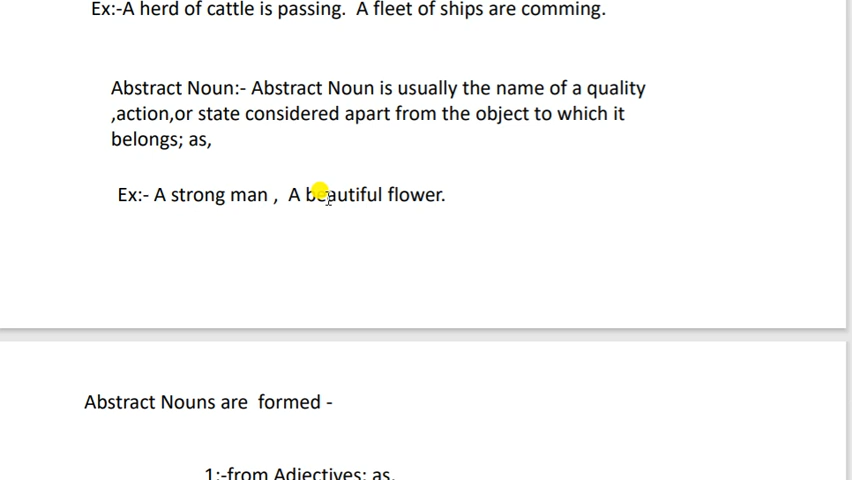 Ex:-A herd of cattle is passing.  A fleet of ships are comming.
Abstract Noun:- Abstract Noun is usually the name of a quality
,action,or state considered apart from the object to which it
belongs; as,
Ex:- A strong man ,  A beautiful flower.
Abstract Nouns are  formed -
1:-from Adjectives; as,